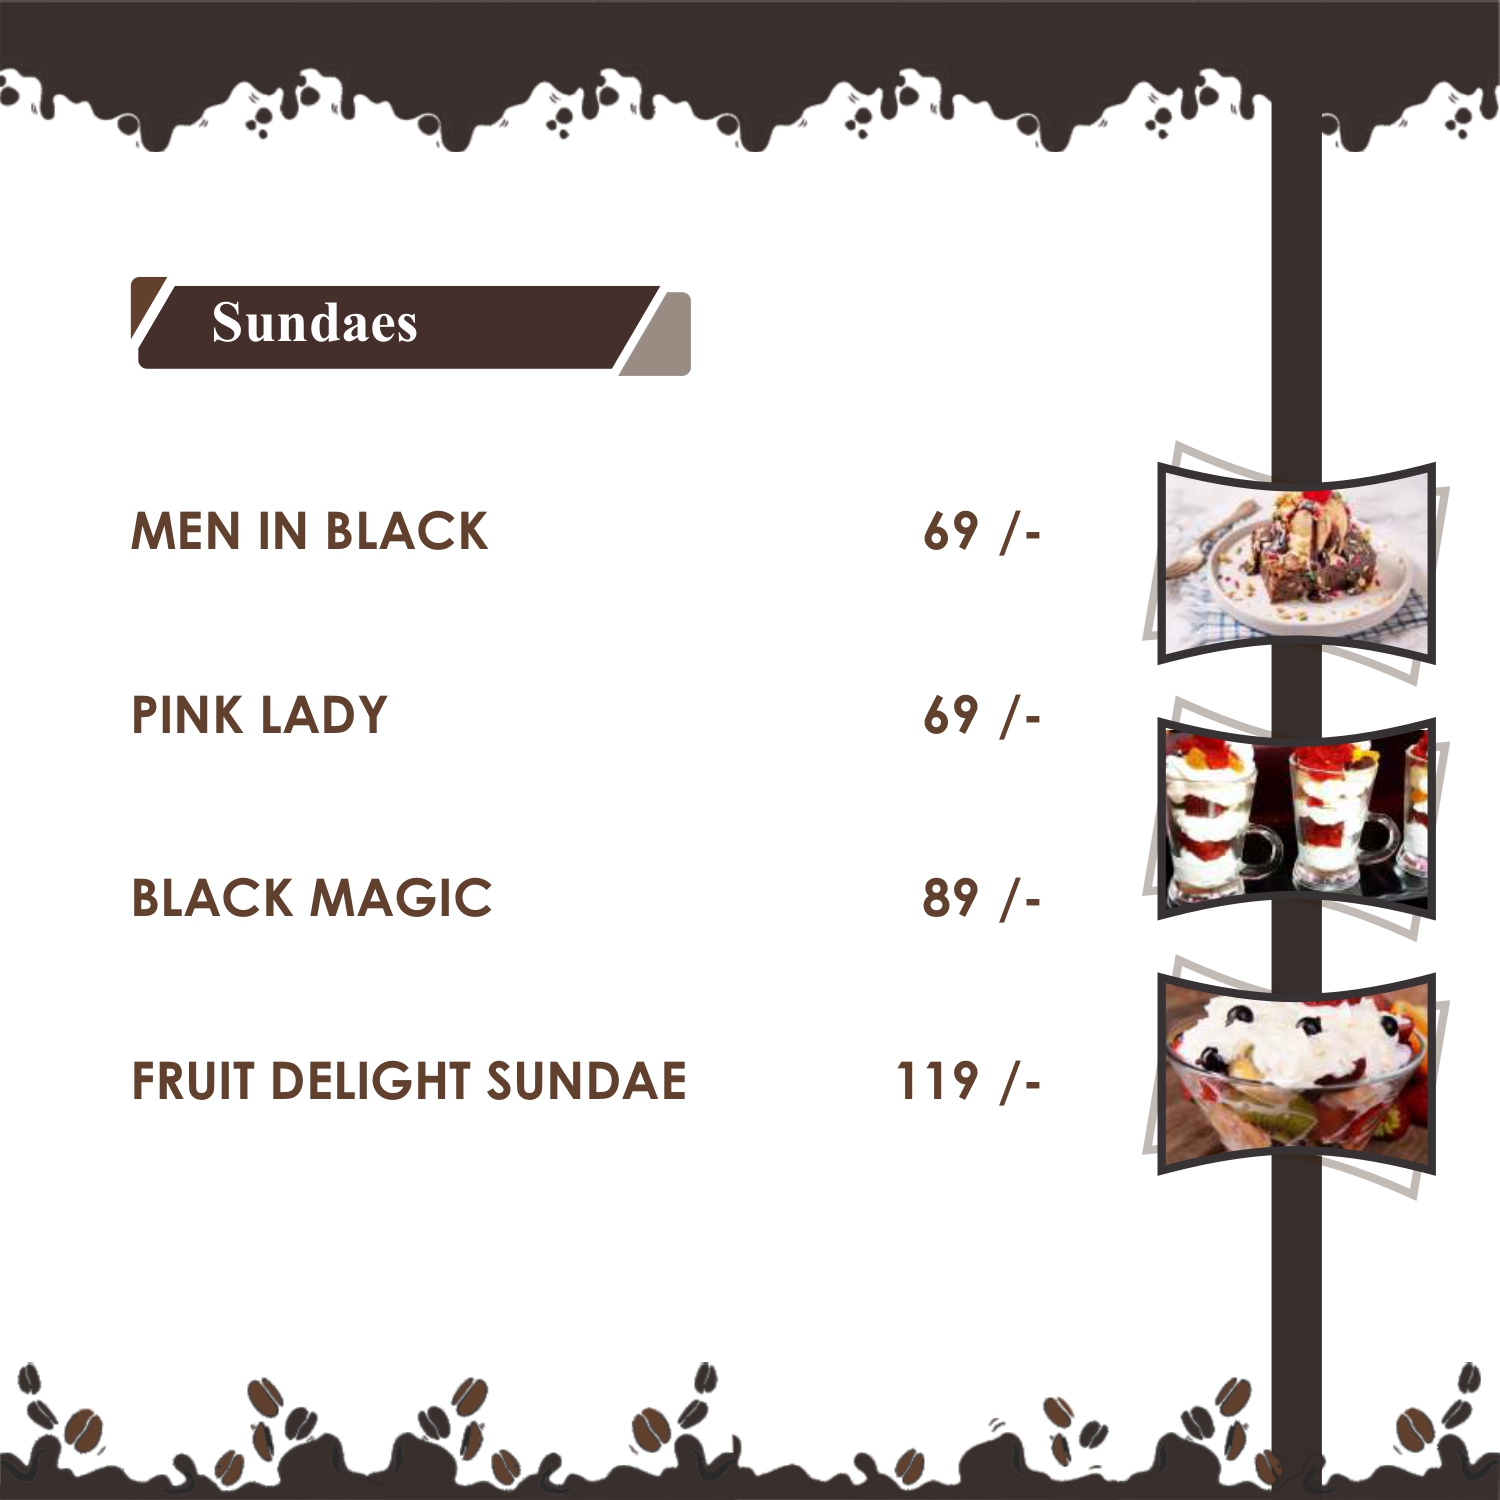 Sundaes
MEN IN BLACK 69 /-
PINK LADY 69 /-
BLACK MAGIC 89 /-
FRUIT DELIGHT SUNDAE 119 /-